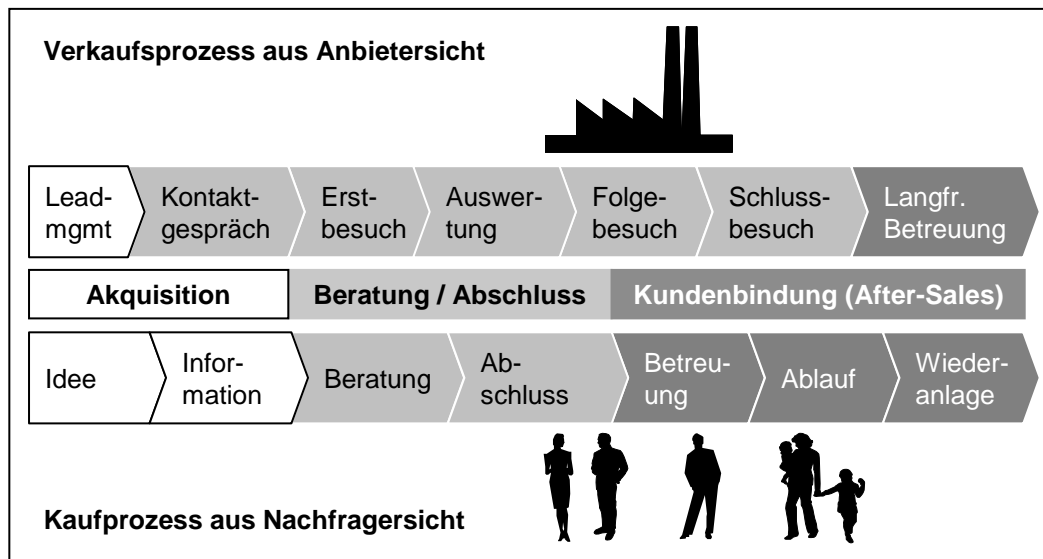 Verkaufsprozess aus Anbietersicht
Lead-
mgmt
Kontakt-
gespräch
Erst-
besuch
Auswer-
tung
Folge-
besuch
Schluss-
besuch
Langfr.
Betreuung
Akquisition
Beratung / Abschluss
Kundenbindung (After-Sales)
Idee
Infor-
mation
Beratung
Ab-
schluss
Betreu-
ung
Ablauf
Wieder-
anlage
Kaufprozess aus Nachfragersicht